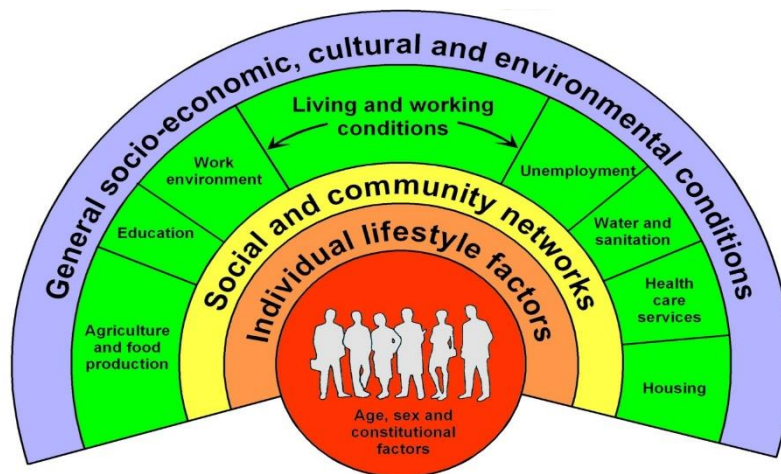 General socio-economic, cultural and environmental conditions
Living and working
conditions
Work
environment
Unemployment
Education
Water and
sanitation
Agriculture
and food
production
Health
care
services
Housing
Social and community networks
Individual lifestyle factors
Age, sex and
constitutional
factors